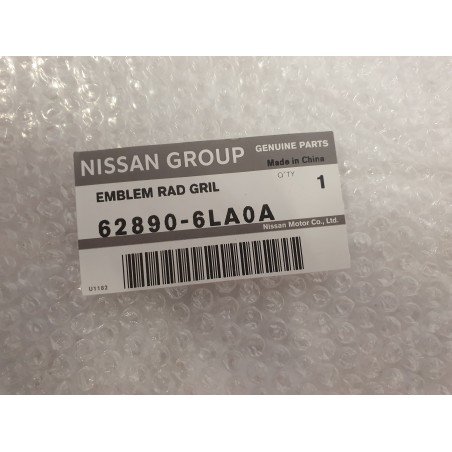 NISSAN GROUP GENUINE PARTS
Made in China
EMBLEM RAD GRIL Q'TY 1
62890-6LA0A
Nissan Motor Co., Ltd.
U1182